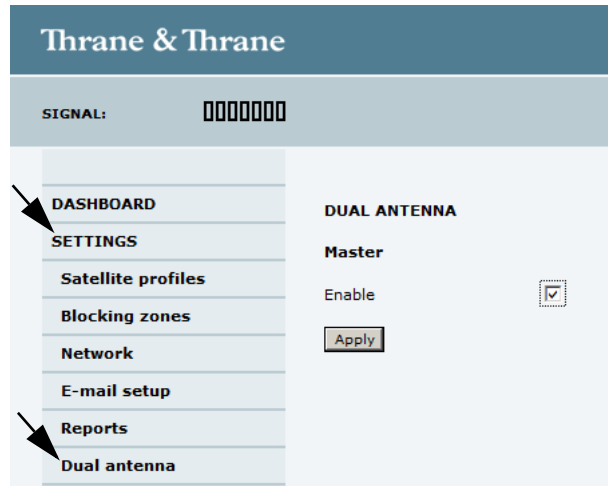 Thrane & Thrane
SIGNAL:
DASHBOARD
SETTINGS
Satellite profiles
Blocking zones
Network
E-mail setup
Reports
Dual antenna
DUAL ANTENNA
Master
Enable
Apply